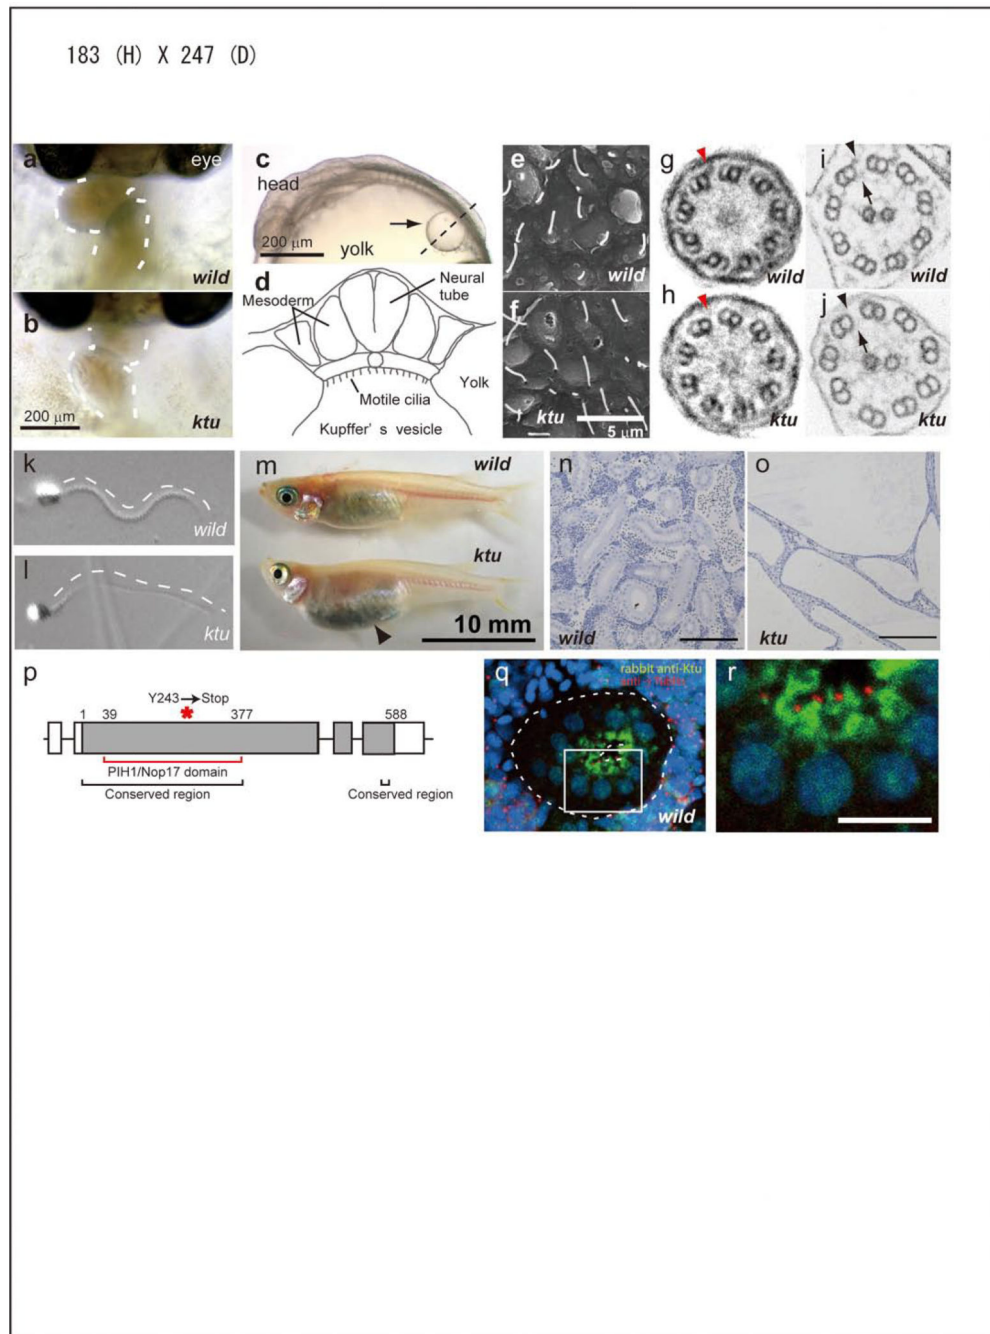 183 (H) X 247 (D)
a
eye
wild
b
200 μm
ktu
c
head
200 μm
yolk
d
Mesoderm
Neural
tube
Yolk
Motile cilia
Kupffer' s vesicle
e
wild
f
ktu
5 μm
g
wild
h
ktu
i
wild
j
ktu
k
wild
l
ktu
m
wild
ktu
10 mm
n
wild
o
ktu
p
Y243→Stop
1 39 * 377 588
PIH1/Nop17 domain
Conserved region
Conserved region
q
rabbit anti-Ktu
wild
r